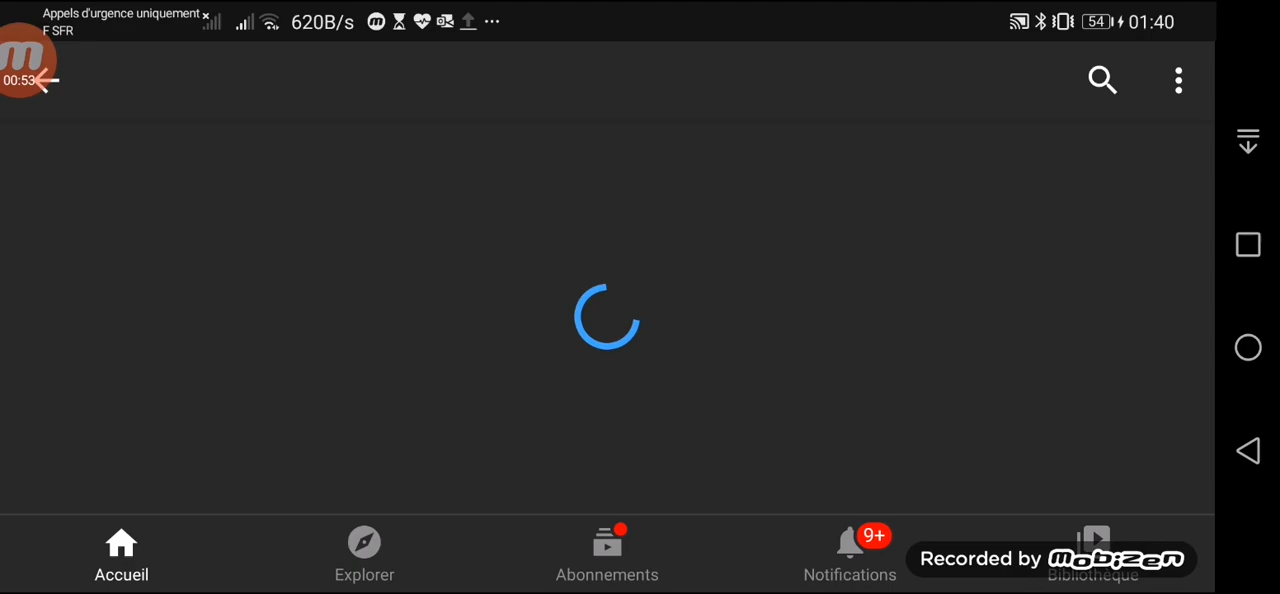 Appels d'urgence uniquement
F SFR
620B/s
54
01:40
m
00:53
Accueil
Explorer
Abonnements
9+
Notifications
Bibliothèque
Recorded by Mobizen